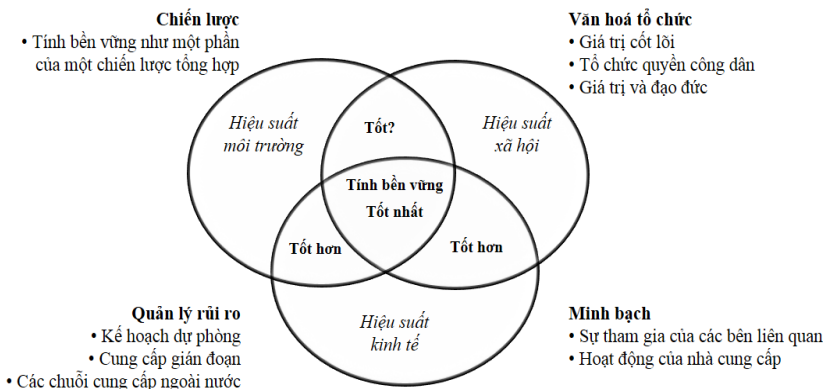 Chiến lược
• Tính bền vững như một phần
của một chiến lược tổng hợp
Văn hoá tổ chức
• Giá trị cốt lõi
• Tổ chức quyền công dân
• Giá trị và đạo đức
Hiệu suất
môi trường
Tốt?
Hiệu suất
xã hội
Tính bền vững
Tốt nhất
Tốt hơn
Tốt hơn
Hiệu suất
kinh tế
Quản lý rủi ro
• Kế hoạch dự phòng
• Cung cấp gián đoạn
• Các chuỗi cung cấp ngoài nước
Minh bạch
• Sự tham gia của các bên liên quan
• Hoạt động của nhà cung cấp